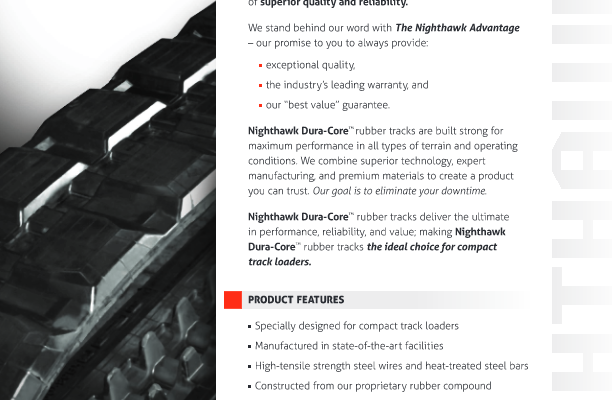 of superior quality and reliability.
We stand behind our word with The Nighthawk Advantage
– our promise to you to always provide:
• exceptional quality,
• the industry's leading warranty, and
• our "best value" guarantee.
Nighthawk Dura-Core™ rubber tracks are built strong for
maximum performance in all types of terrain and operating
conditions. We combine superior technology, expert
manufacturing, and premium materials to create a product
you can trust. Our goal is to eliminate your downtime.
Nighthawk Dura-Core™ rubber tracks deliver the ultimate
in performance, reliability, and value; making Nighthawk
Dura-Core™ rubber tracks the ideal choice for compact
track loaders.
PRODUCT FEATURES
▪ Specially designed for compact track loaders
▪ Manufactured in state-of-the-art facilities
▪ High-tensile strength steel wires and heat-treated steel bars
▪ Constructed from our proprietary rubber compound